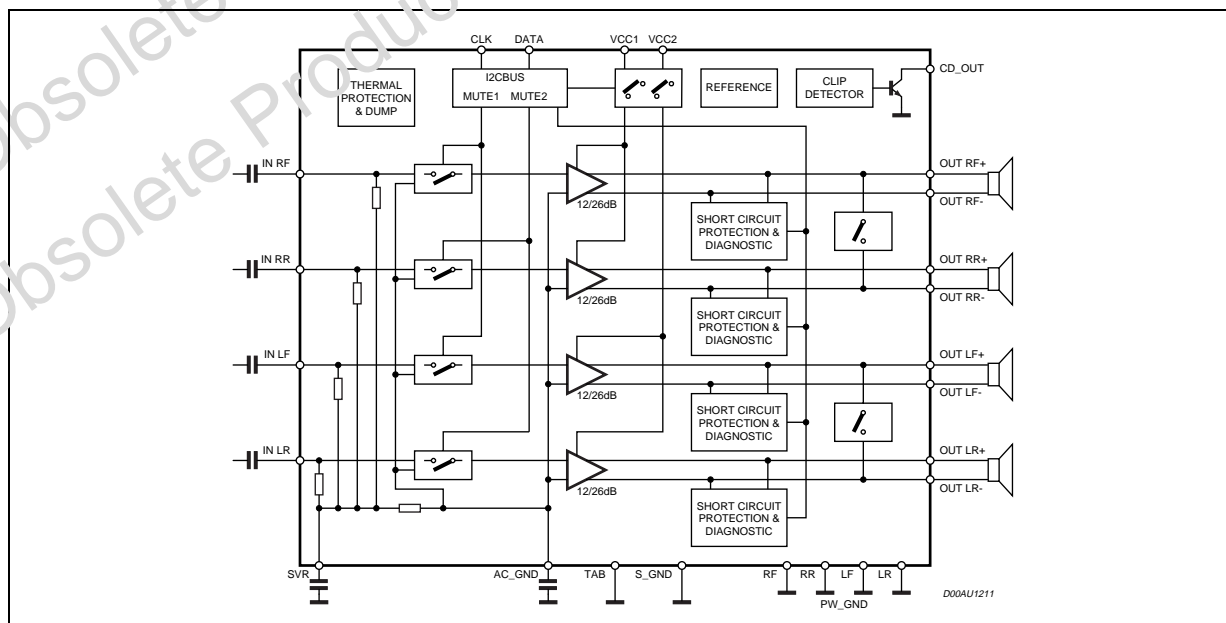 Obsolete Produc
Obsolete
CLK DATA VCC1 VCC2
CD_OUT
THERMAL
PROTECTION
& DUMP
I2CBUS
MUTE1 MUTE2
REFERENCE
CLIP
DETECTOR
IN RF
12/26dB
SHORT CIRCUIT
PROTECTION &
DIAGNOSTIC
OUT RF+
OUT RF-
IN RR
12/26dB
SHORT CIRCUIT
PROTECTION &
DIAGNOSTIC
OUT RR+
OUT RR-
IN LF
12/26dB
SHORT CIRCUIT
PROTECTION &
DIAGNOSTIC
OUT LF+
OUT LF-
IN LR
12/26dB
SHORT CIRCUIT
PROTECTION &
DIAGNOSTIC
OUT LR+
OUT LR-
SVR AC_GND TAB S_GND RF RR LF LR
PW_GND
D00AU1211